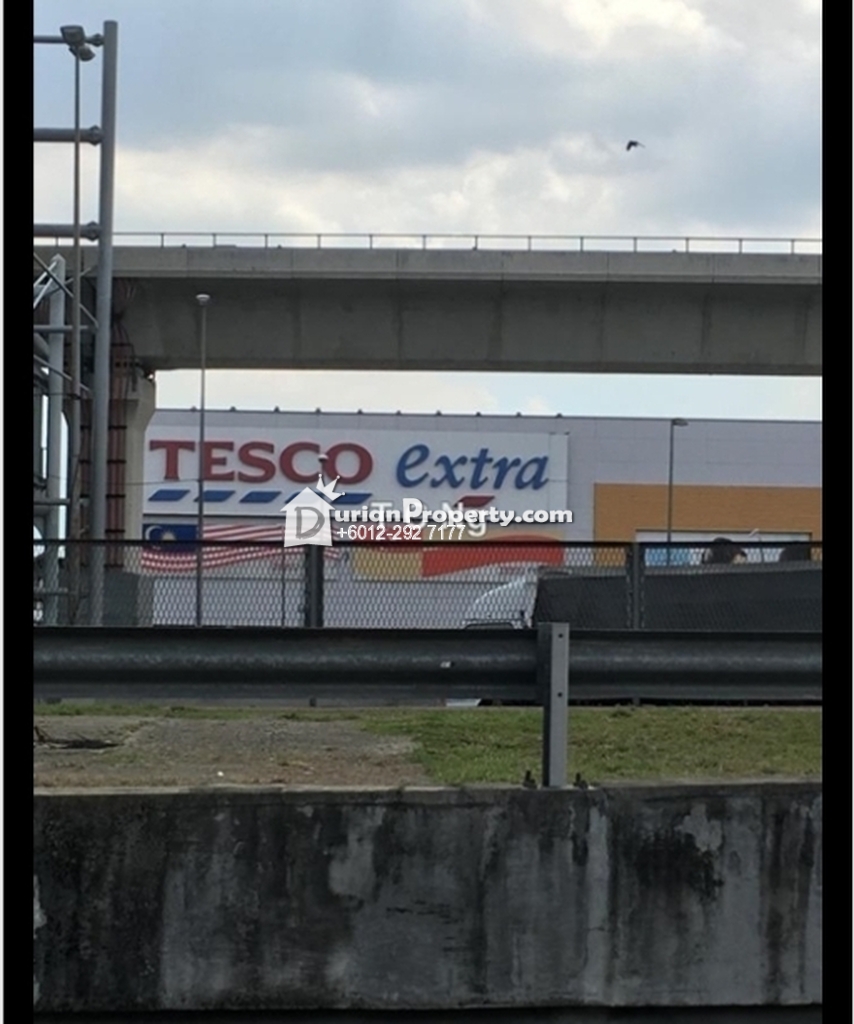 TESCO extra
DurianProperty.com
+6012-292 7177